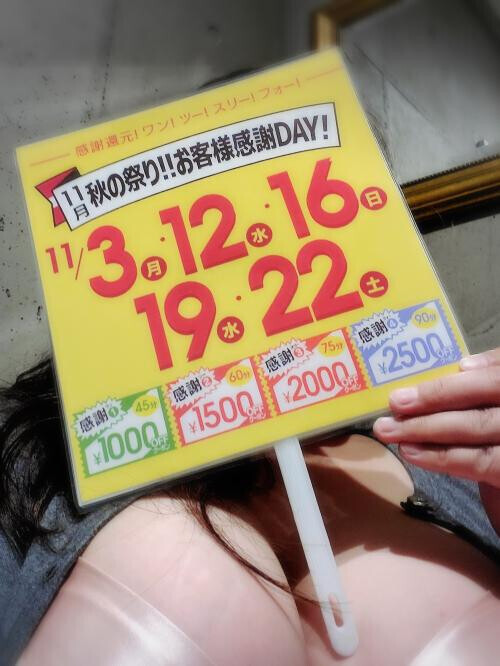 感謝還元!ワン!ツー!スリー!フォー!
11月 秋の祭り!!お客様感謝DAY!
11/3月・12水・16日
19水・22土
感謝① 45分 ¥1000OFF
感謝② 60分 ¥1500OFF
感謝③ 75分 ¥2000OFF
感謝④ 90分 ¥2500OFF